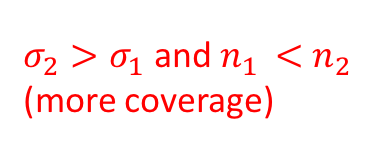 σ₂ > σ₁ and n₁ < n₂
(more coverage)